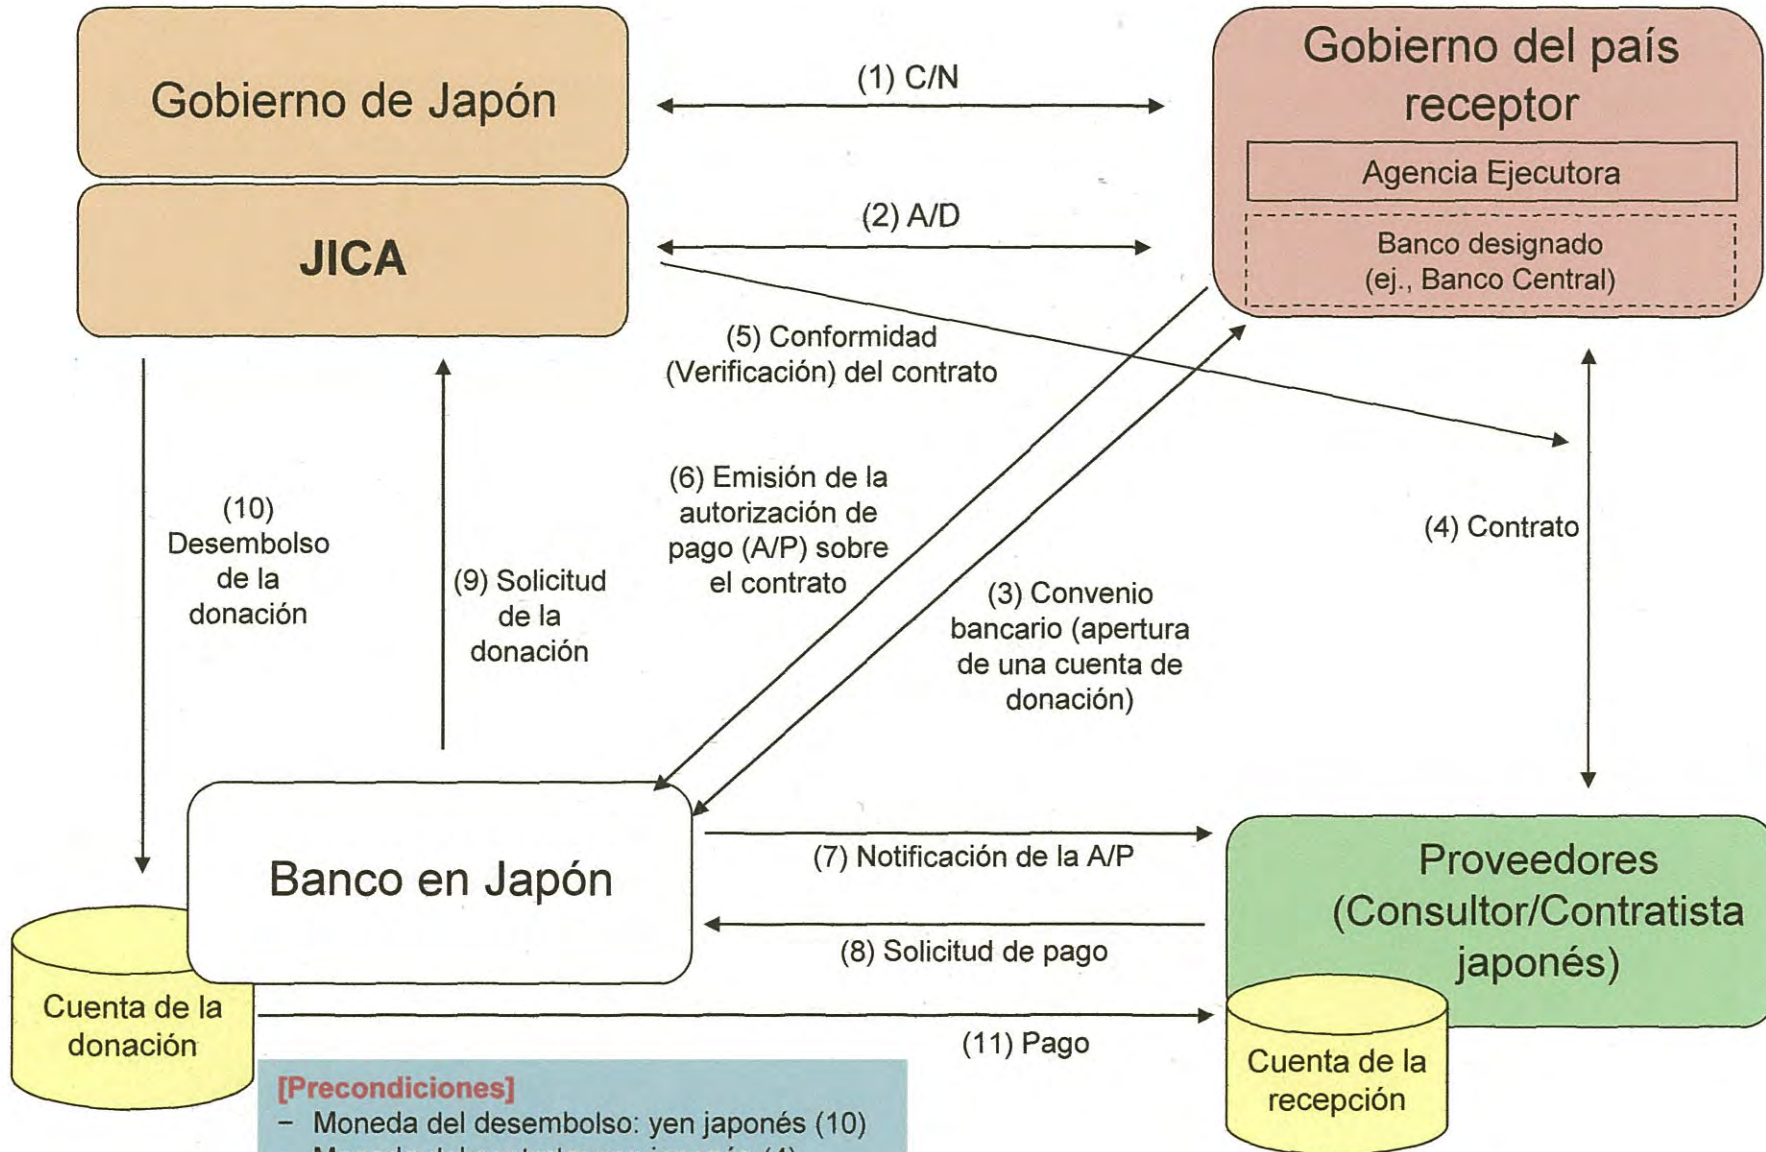 Gobierno de Japón
JICA
(1) C/N
(2) A/D
Gobierno del país
receptor
Agencia Ejecutora
Banco designado
(ej., Banco Central)
(5) Conformidad
(Verificación) del contrato
(6) Emisión de la
autorización de
pago (A/P) sobre
el contrato
(3) Convenio
bancario (apertura
de una cuenta de
donación)
(4) Contrato
(10)
Desembolso
de la
donación
(9) Solicitud
de la
donación
Banco en Japón
(7) Notificación de la A/P
(8) Solicitud de pago
(11) Pago
Proveedores
(Consultor/Contratista
japonés)
Cuenta de la
donación
Cuenta de la
recepción
[Precondiciones]
– Moneda del desembolso: yen japonés (10)